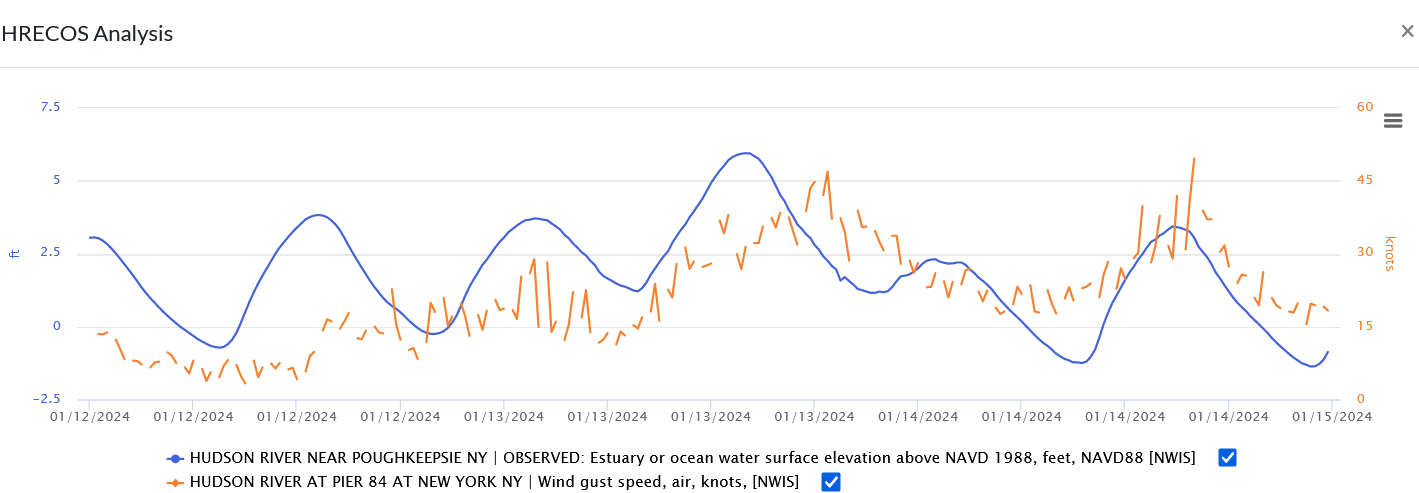 HRECOS Analysis
×
7.5
60
5
45
2.5
30
ft
knots
0
15
−2.5
0
01/12/2024 01/12/2024 01/12/2024 01/12/2024 01/13/2024 01/13/2024 01/13/2024 01/13/2024 01/14/2024 01/14/2024 01/14/2024 01/14/2024 01/15/2024
HUDSON RIVER NEAR POUGHKEEPSIE NY | OBSERVED: Estuary or ocean water surface elevation above NAVD 1988, feet, NAVD88 [NWIS]
HUDSON RIVER AT PIER 84 AT NEW YORK NY | Wind gust speed, air, knots, [NWIS]